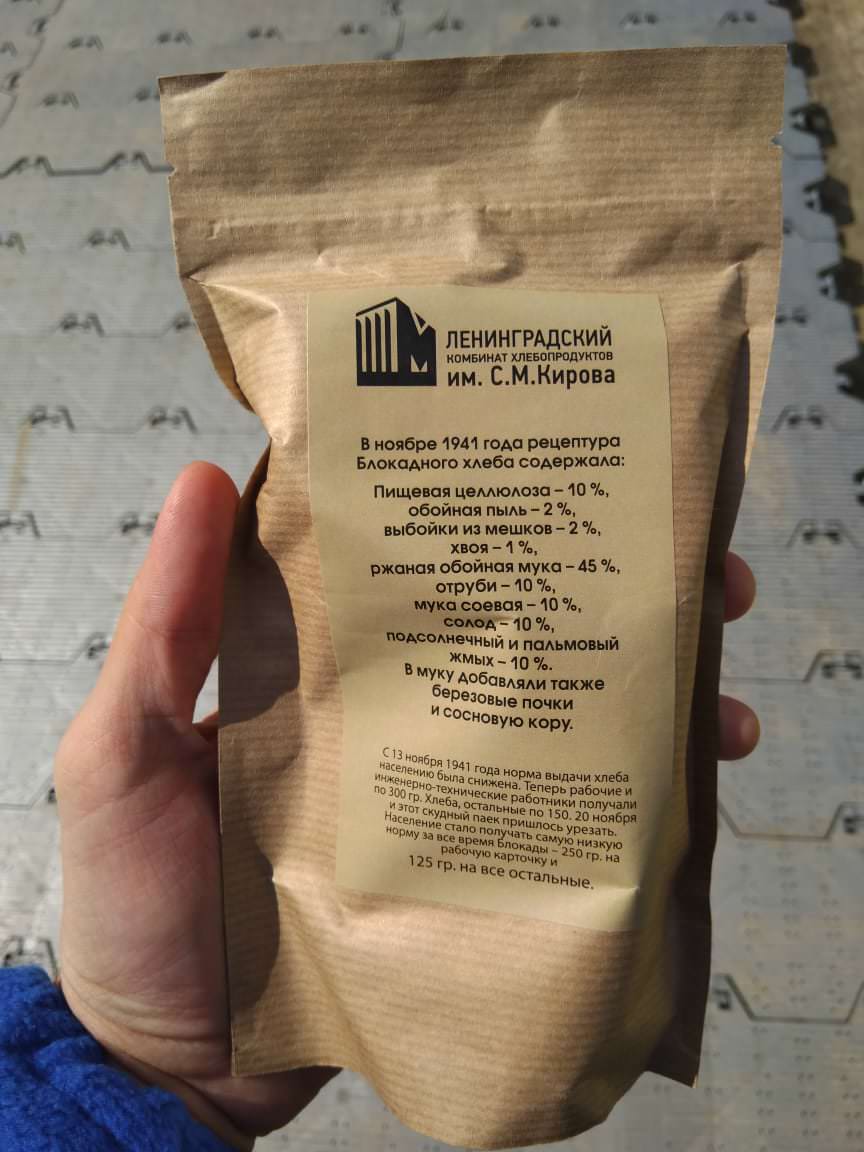 ЛЕНИНГРАДСКИЙ
КОМБИНАТ ХЛЕБОПРОДУКТОВ
им. С.М.Кирова
В ноябре 1941 года рецептура
Блокадного хлеба содержала:
Пищевая целлюлоза – 10 %,
обойная пыль – 2 %,
выбойки из мешков – 2 %,
хвоя – 1 %,
ржаная обойная мука – 45 %,
отруби – 10 %,
мука соевая – 10 %,
солод – 10 %,
подсолнечный и пальмовый
жмых – 10 %.
В муку добавляли также
березовые почки
и сосновую кору.
С 13 ноября 1941 года норма выдачи хлеба
населению была снижена. Теперь рабочие и
инженерно-технические работники получали
по 300 гр. Хлеба, остальные по 150. 20 ноября
и этот скудный паек пришлось урезать.
Население стало получать самую низкую
норму за все время Блокады – 250 гр. на
рабочую карточку и
125 гр. на все остальные.